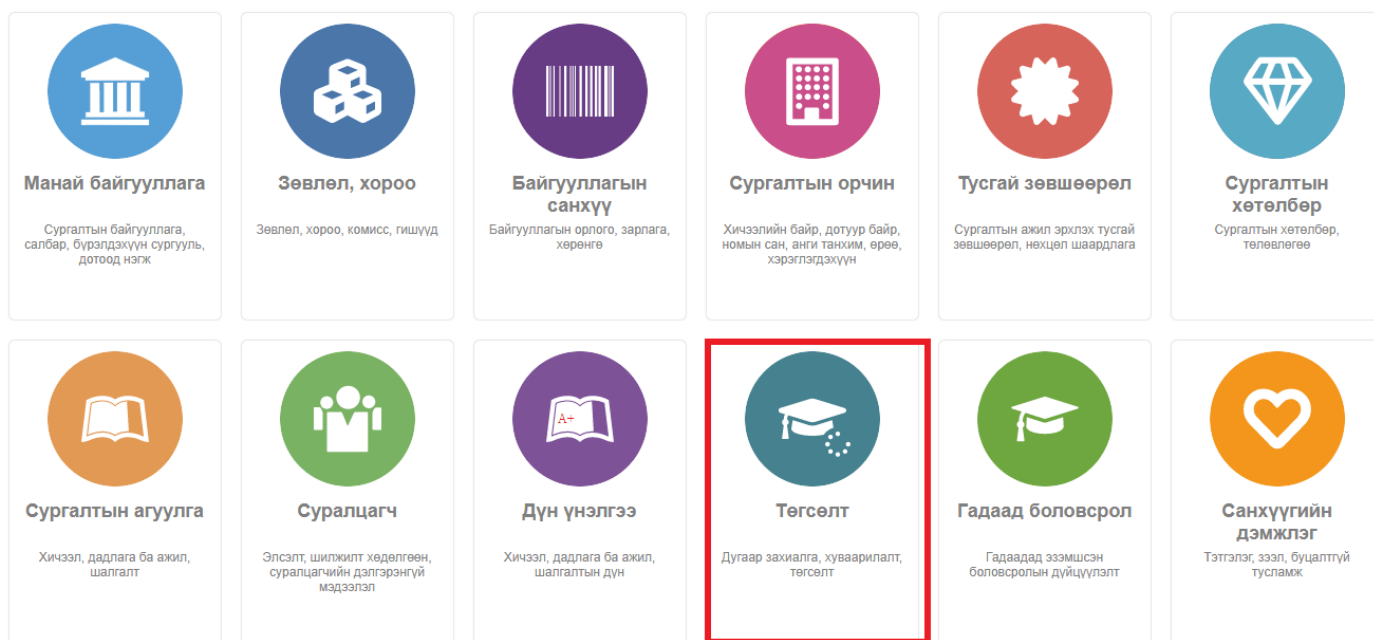 Манай байгууллага
Сургалтын байгууллага,
салбар, бүрэлдэхүүн сургууль,
дотоод нэгж
Зөвлөл, хороо
Зөвлөл, хороо, комисс, гишүүд
Байгууллагын
санхүү
Байгууллагын орлого, зарлага,
хөрөнгө
Сургалтын орчин
Хичээлийн байр, дотуур байр,
номын сан, анги танхим, өрөө,
хэрэглэгдэхүүн
Тусгай зөвшөөрөл
Сургалтын ажил эрхлэх тусгай
зөвшөөрөл, нөхцөл шаардлага
Сургалтын
хөтөлбөр
Сургалтын хөтөлбөр,
төлөвлөгөө
Сургалтын агуулга
Хичээл, дадлага ба ажил,
шалгалт
Суралцагч
Элсэлт, шилжилт хөдөлгөөн,
суралцагчийн дэлгэрэнгүй
мэдээлэл
A+
Дүн үнэлгээ
Хичээл, дадлага ба ажил,
шалгалтын дүн
Төгсөлт
Дугаар захиалга, хуваарилалт,
төгсөлт
Гадаад боловсрол
Гадаадад эзэмшсэн
боловсролын дүйцүүлэлт
Санхүүгийн
дэмжлэг
Тэтгэлэг, зээл, буцалтгүй
тусламж